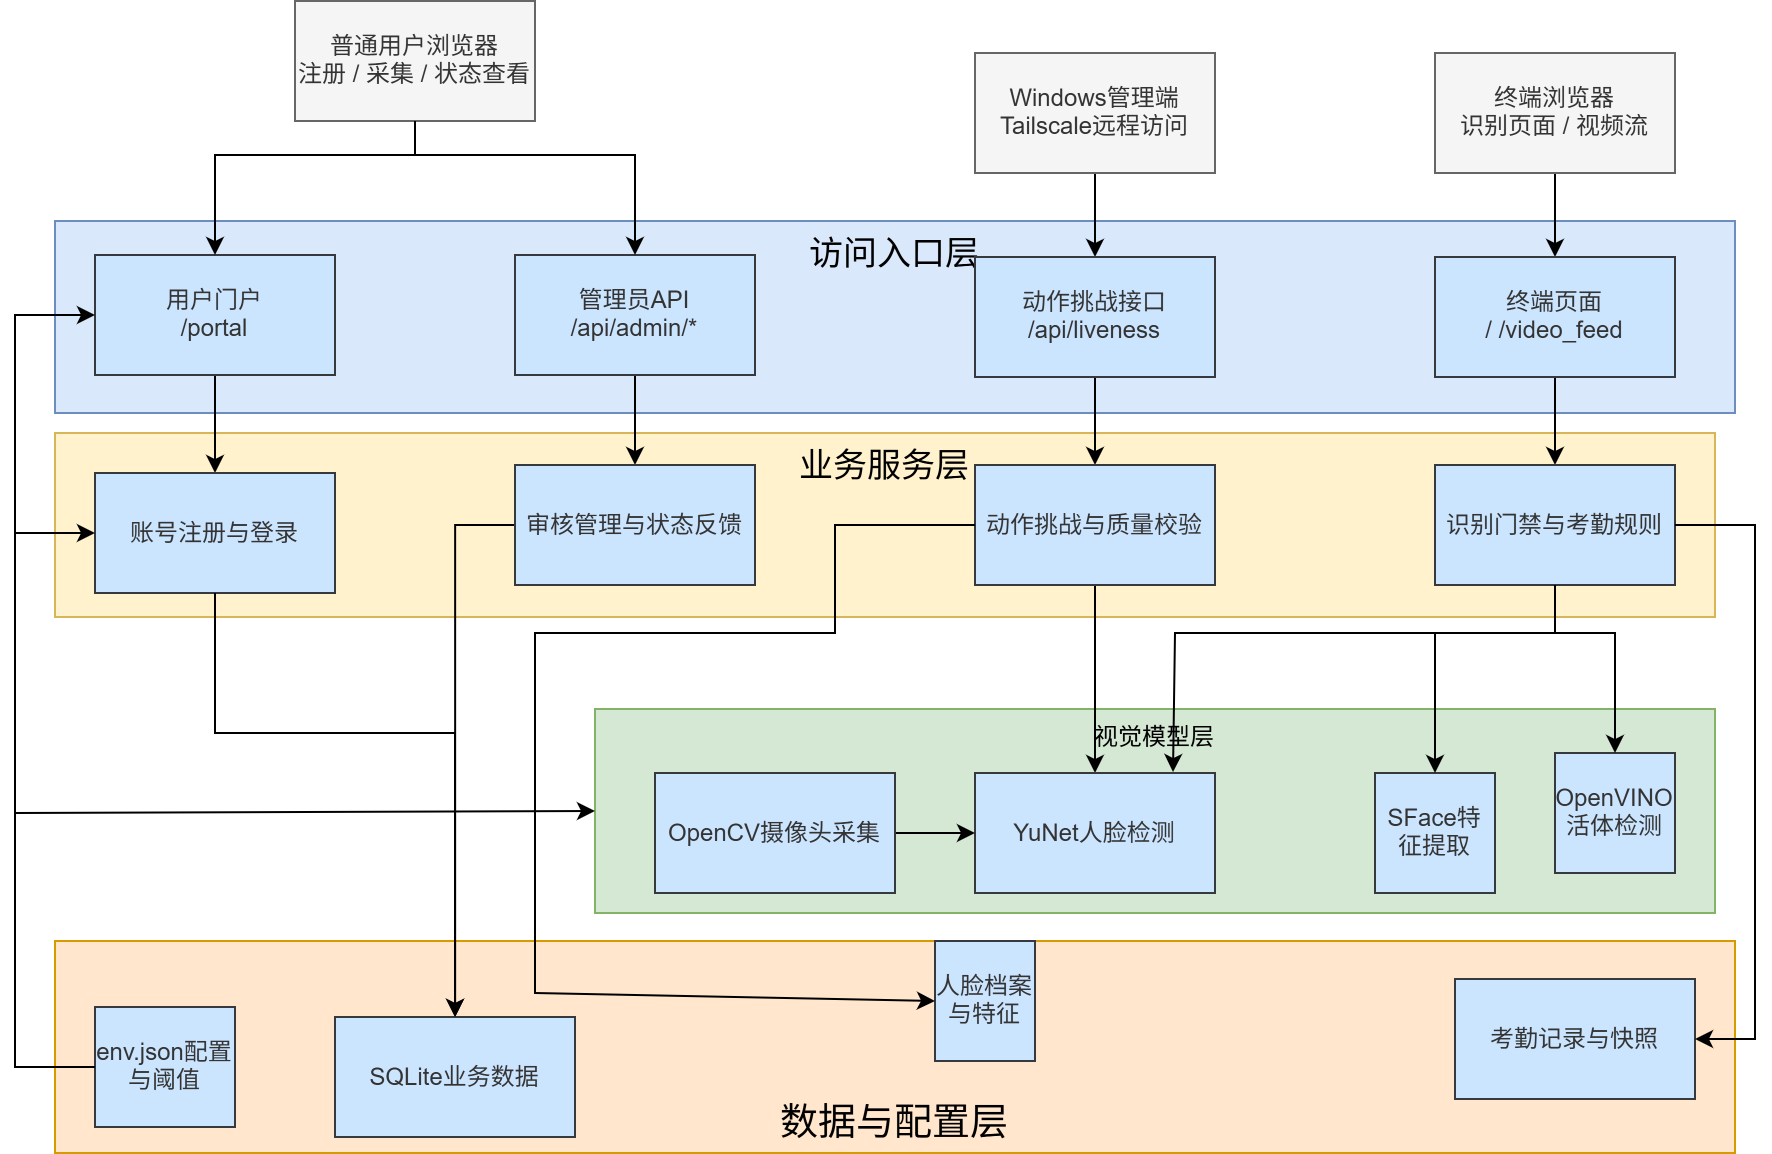 普通用户浏览器
注册 / 采集 / 状态查看
Windows管理端
Tailscale远程访问
终端浏览器
识别页面 / 视频流
访问入口层
用户门户
/portal
管理员API
/api/admin/*
动作挑战接口
/api/liveness
终端页面
/ /video_feed
业务服务层
账号注册与登录
审核管理与状态反馈
动作挑战与质量校验
识别门禁与考勤规则
视觉模型层
OpenCV摄像头采集
YuNet人脸检测
SFace特
征提取
OpenVINO
活体检测
人脸档案
与特征
env.json配置
与阈值
SQLite业务数据
考勤记录与快照
数据与配置层